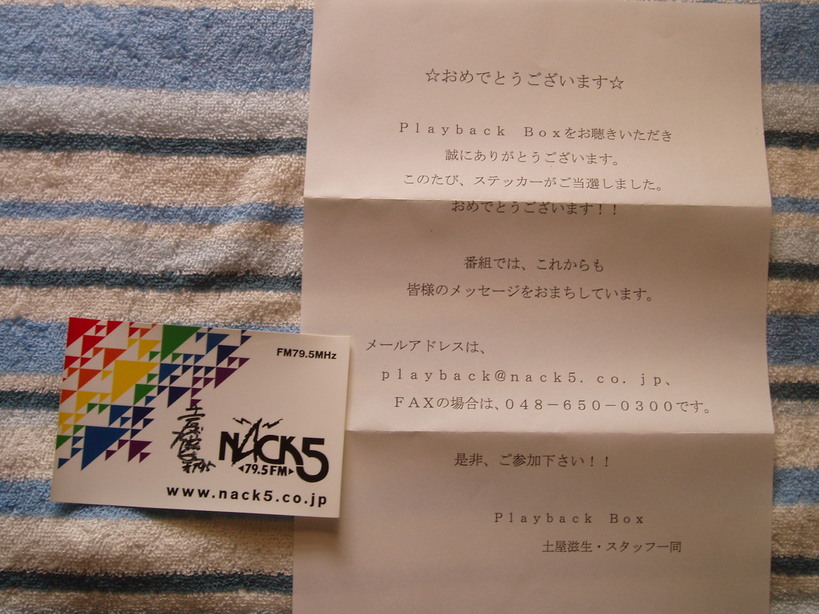 ☆おめでとうございます☆
Ｐｌａｙｂａｃｋ　Ｂｏｘをお聴きいただき
誠にありがとうございます。
このたび、ステッカーがご当選しました。
おめでとうございます！！
番組では、これからも
皆様のメッセージをおまちしています。
メールアドレスは、
ｐｌａｙｂａｃｋ＠ｎａｃｋ５．ｃｏ．ｊｐ、
ＦＡＸの場合は、０４８－６５０－０３００です。
是非、ご参加下さい！！
Ｐｌａｙｂａｃｋ　Ｂｏｘ
土屋滋生・スタッフ一同
FM79.5MHz
NACK5
◀79.5FM▶
www.nack5.co.jp